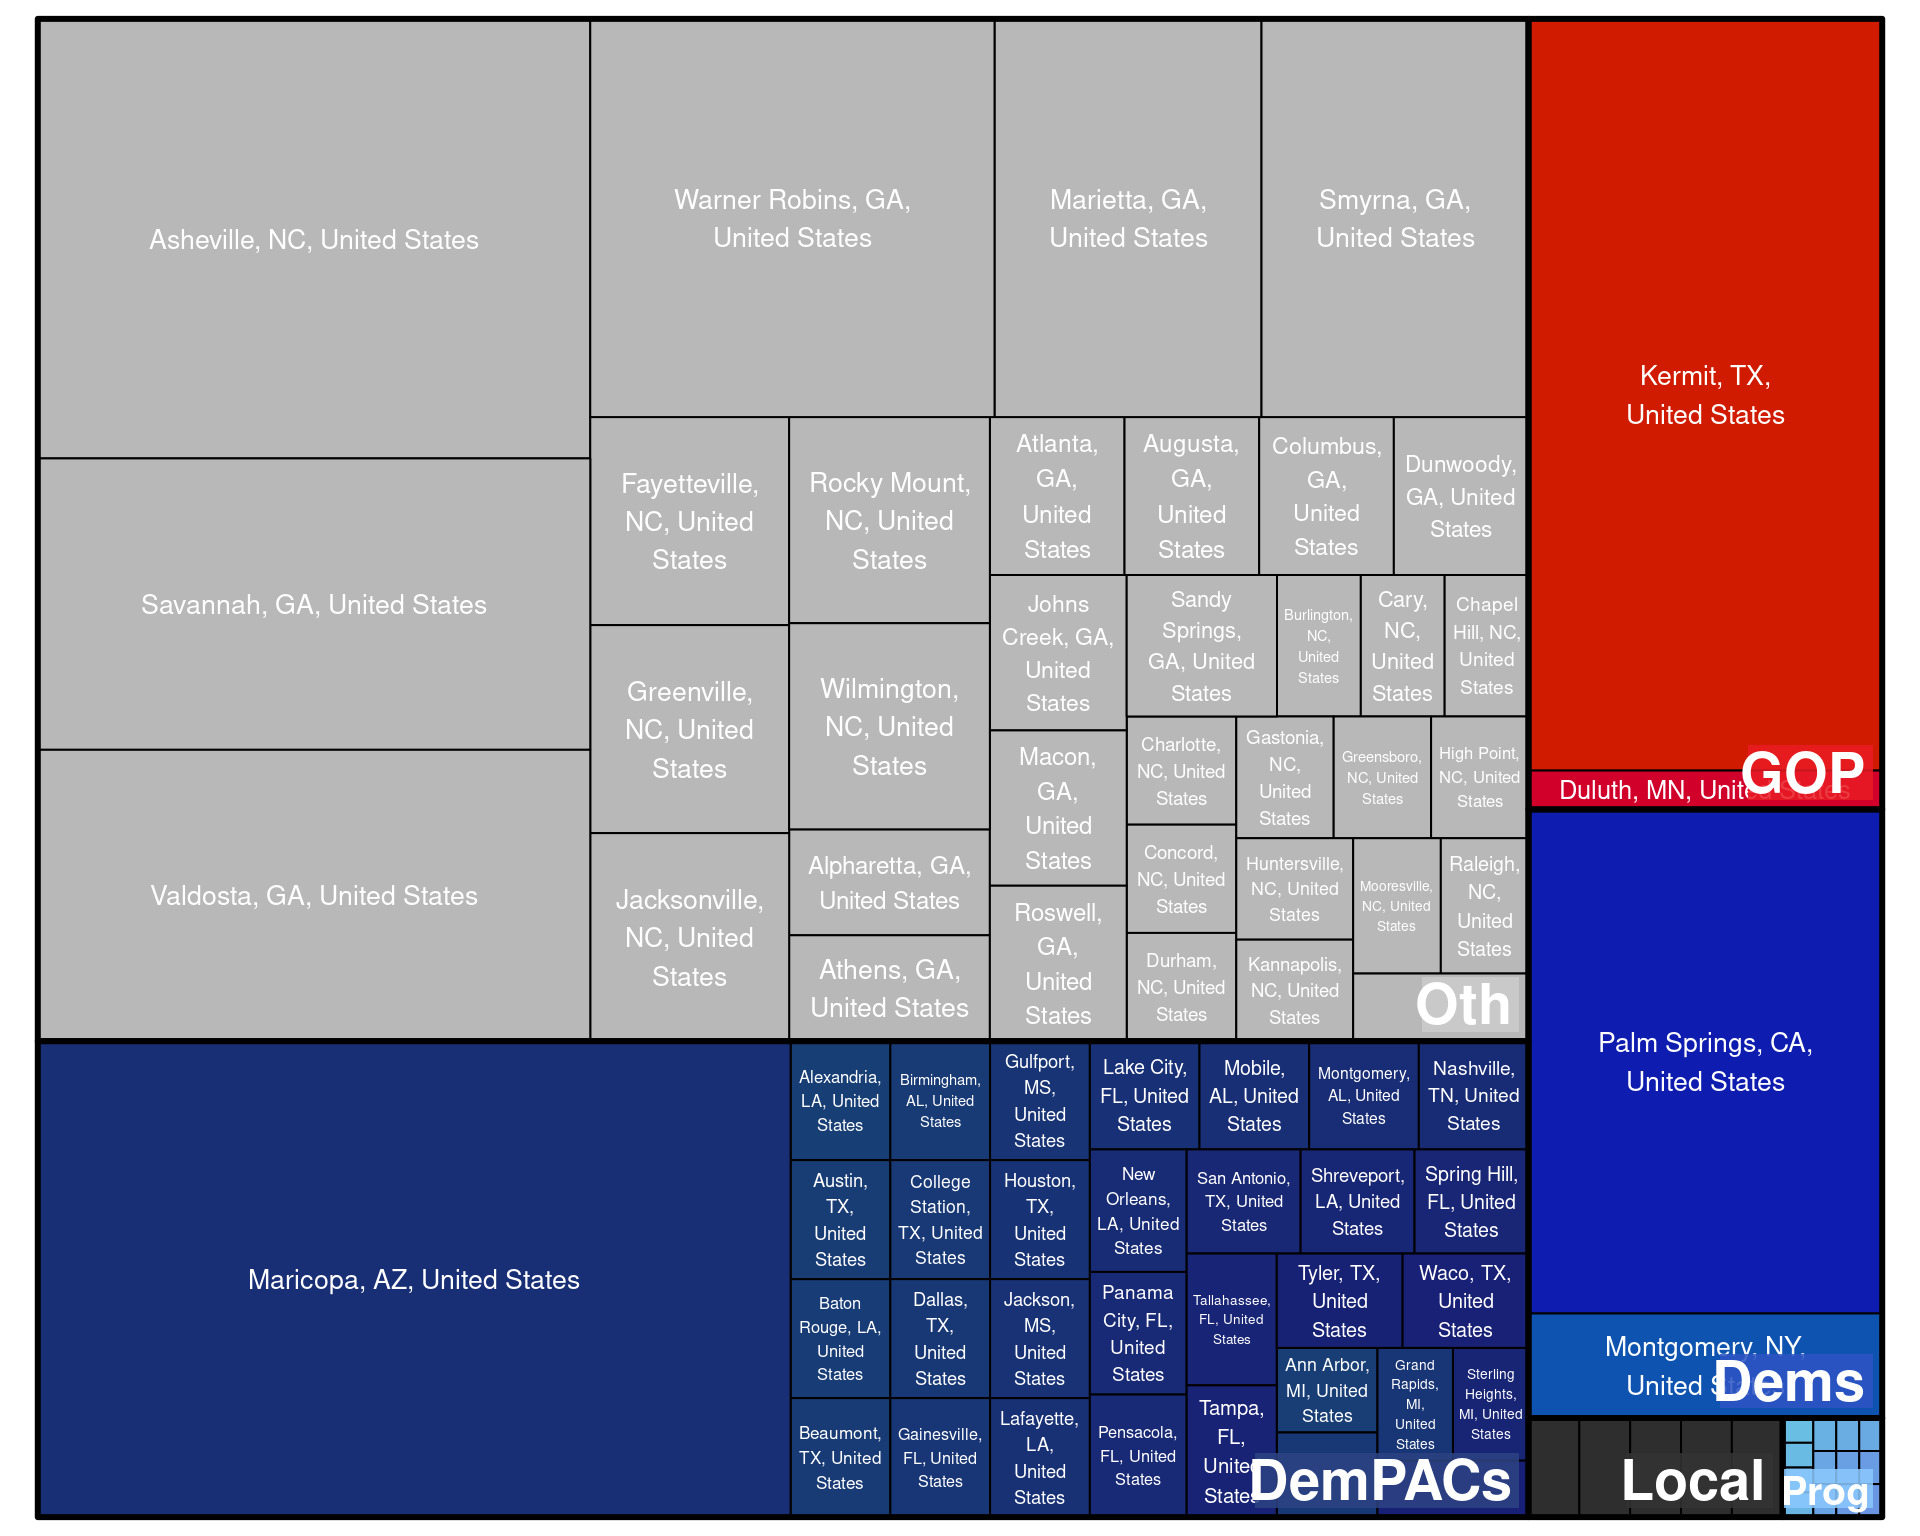 Asheville, NC, United States
Savannah, GA, United States
Valdosta, GA, United States
Warner Robins, GA,
United States
Marietta, GA,
United States
Smyrna, GA,
United States
Fayetteville,
NC, United
States
Greenville,
NC, United
States
Jacksonville,
NC, United
States
Rocky Mount,
NC, United
States
Wilmington,
NC, United
States
Alpharetta, GA,
United States
Athens, GA,
United States
Atlanta,
GA,
United
States
Augusta,
GA,
United
States
Columbus,
GA,
United
States
Dunwoody,
GA, United
States
Johns
Creek, GA,
United
States
Macon,
GA,
United
States
Roswell,
GA,
United
States
Sandy
Springs,
GA, United
States
Burlington,
NC,
United
States
Cary,
NC,
United
States
Chapel
Hill, NC,
United
States
Charlotte,
NC, United
States
Concord,
NC, United
States
Durham,
NC, United
States
Gastonia,
NC,
United
States
Greensboro,
NC, United
States
High Point,
NC, United
States
Huntersville,
NC, United
States
Kannapolis,
NC, United
States
Mooresville,
NC, United
States
Raleigh,
NC,
United
States
Oth
Maricopa, AZ, United States
Alexandria,
LA, United
States
Austin,
TX,
United
States
Baton
Rouge, LA,
United
States
Beaumont,
TX, United
States
Birmingham,
AL, United
States
College
Station,
TX, United
States
Dallas,
TX,
United
States
Gainesville,
FL, United
States
Gulfport,
MS,
United
States
Houston,
TX,
United
States
Jackson,
MS,
United
States
Lafayette,
LA,
United
States
Lake City,
FL, United
States
Mobile,
AL, United
States
Montgomery,
AL, United
States
Nashville,
TN, United
States
New
Orleans,
LA, United
States
Panama
City, FL,
United
States
Pensacola,
FL, United
States
San Antonio,
TX, United
States
Shreveport,
LA, United
States
Spring Hill,
FL, United
States
Tallahassee,
FL, United
States
Tampa,
FL,
United
States
Tyler, TX,
United
States
Waco, TX,
United
States
Ann Arbor,
MI, United
States
Grand
Rapids,
MI,
United
States
Sterling
Heights,
MI, United
States
DemPACs
Kermit, TX,
United States
Duluth, MN, United States
GOP
Palm Springs, CA,
United States
Montgomery, NY,
United
Dems
Local
Prog